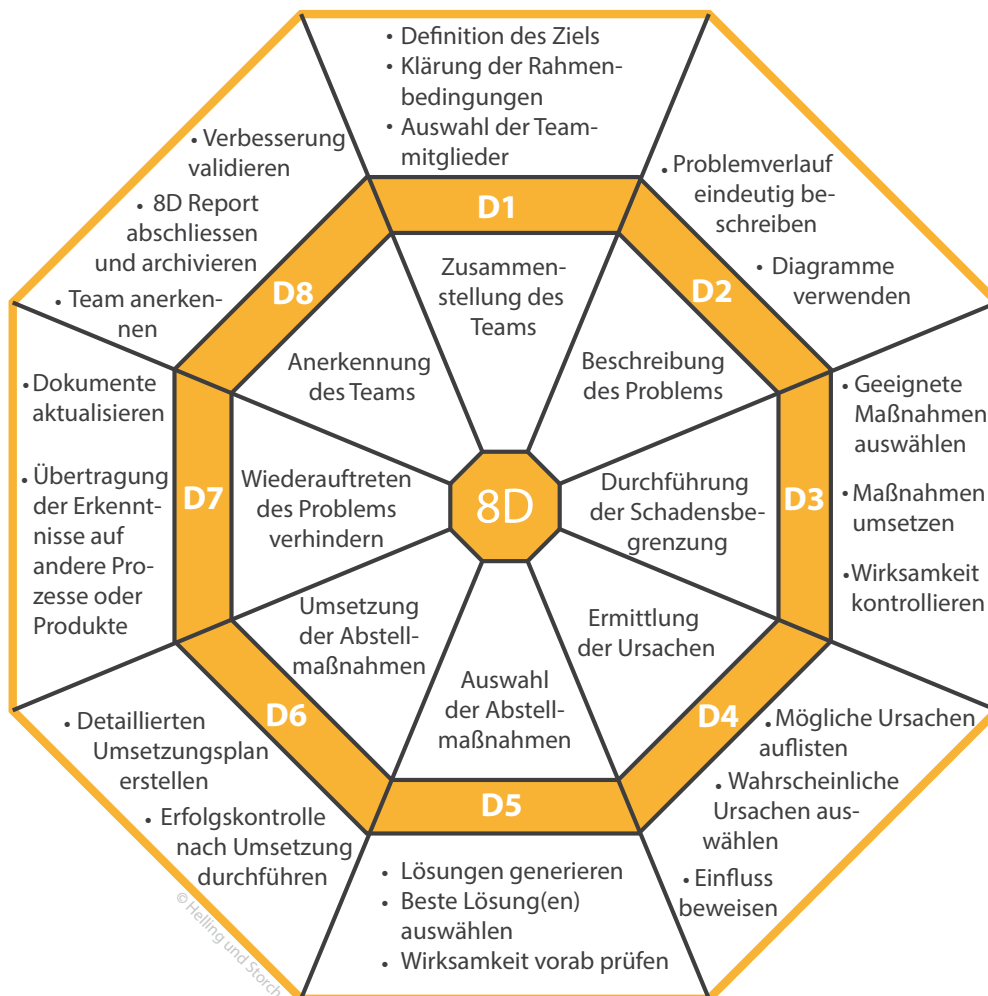 • Definition des Ziels
• Klärung der Rahmen-
bedingungen
• Auswahl der Team-
mitglieder
D1
Zusammen-
stellung des
Teams
• Problemverlauf
eindeutig be-
schreiben
• Diagramme
verwenden
D2
Beschreibung
des Problems
• Geeignete
Maßnahmen
auswählen
• Maßnahmen
umsetzen
• Wirksamkeit
kontrollieren
D3
Durchführung
der Schadensbe-
grenzung
• Mögliche Ursachen
auflisten
• Wahrscheinliche
Ursachen aus-
wählen
• Einfluss
beweisen
D4
Ermittlung
der Ursachen
D5
Auswahl
der Abstell-
maßnahmen
• Lösungen generieren
• Beste Lösung(en)
auswählen
• Wirksamkeit vorab prüfen
D6
Umsetzung
der Abstell-
maßnahmen
• Detaillierten
Umsetzungsplan
erstellen
• Erfolgskontrolle
nach Umsetzung
durchführen
D7
Wiederauftreten
des Problems
verhindern
• Dokumente
aktualisieren
• Übertragung
der Erkennt-
nisse auf
andere Pro-
zesse oder
Produkte
D8
Anerkennung
des Teams
• Verbesserung
validieren
• 8D Report
abschliessen
und archivieren
• Team anerken-
nen
8D
© Helling und Storch